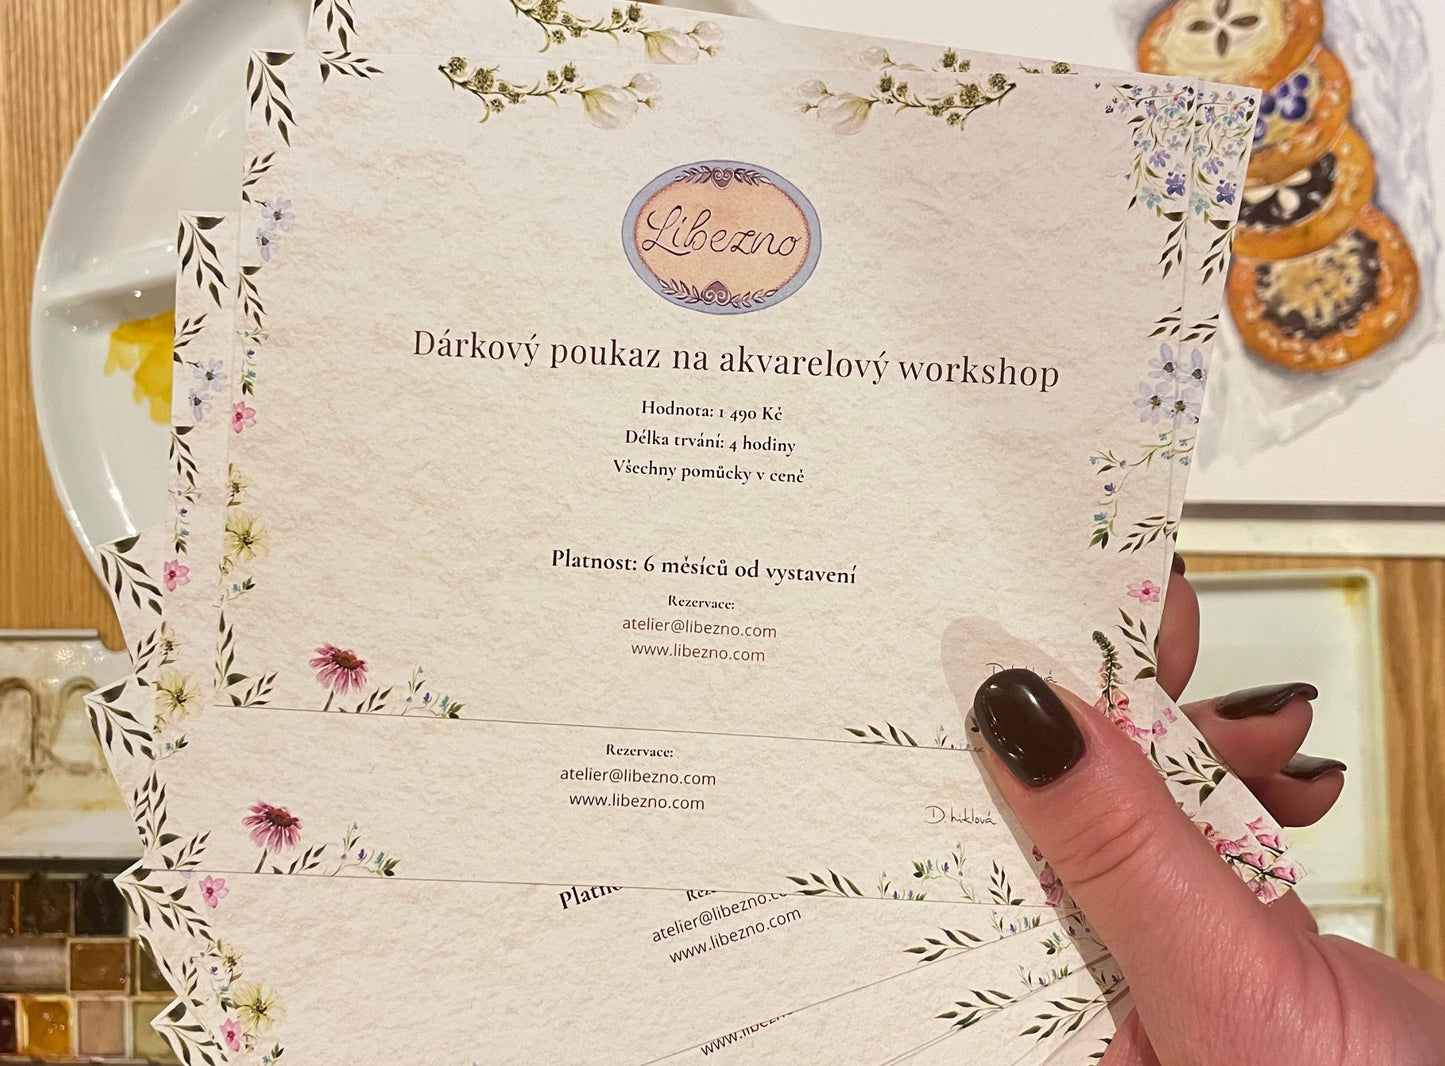 Libezno
Dárkový poukaz na akvarelový workshop
Hodnota: 1 490 Kč
Délka trvání: 4 hodiny
Všechny pomůcky v ceně
Platnost: 6 měsíců od vystavení
Rezervace:
atelier@libezno.com
www.libezno.com
Rezervace:
atelier@libezno.com
www.libezno.com
atelier@libezno.co
www.libezno.com